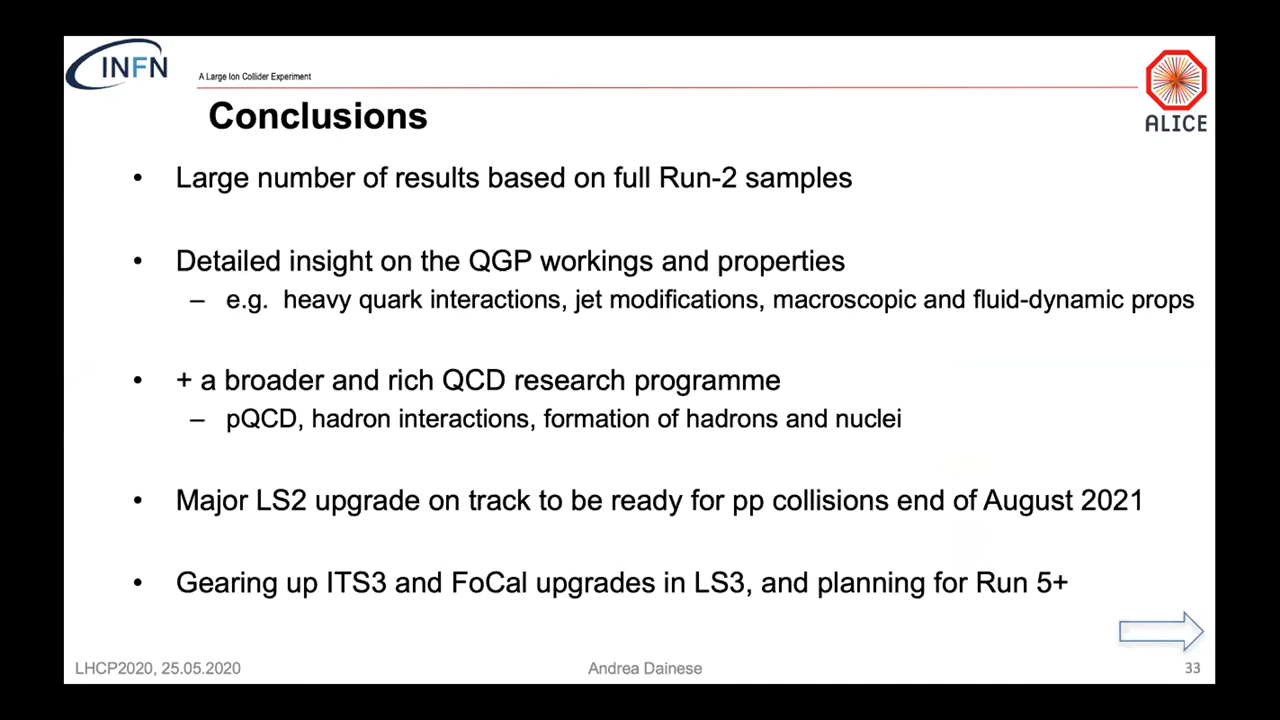 INFN
A Large Ion Collider Experiment
ALICE
Conclusions
• Large number of results based on full Run-2 samples
• Detailed insight on the QGP workings and properties
– e.g. heavy quark interactions, jet modifications, macroscopic and fluid-dynamic props
• + a broader and rich QCD research programme
– pQCD, hadron interactions, formation of hadrons and nuclei
• Major LS2 upgrade on track to be ready for pp collisions end of August 2021
• Gearing up ITS3 and FoCal upgrades in LS3, and planning for Run 5+
LHCP2020, 25.05.2020
Andrea Dainese
33